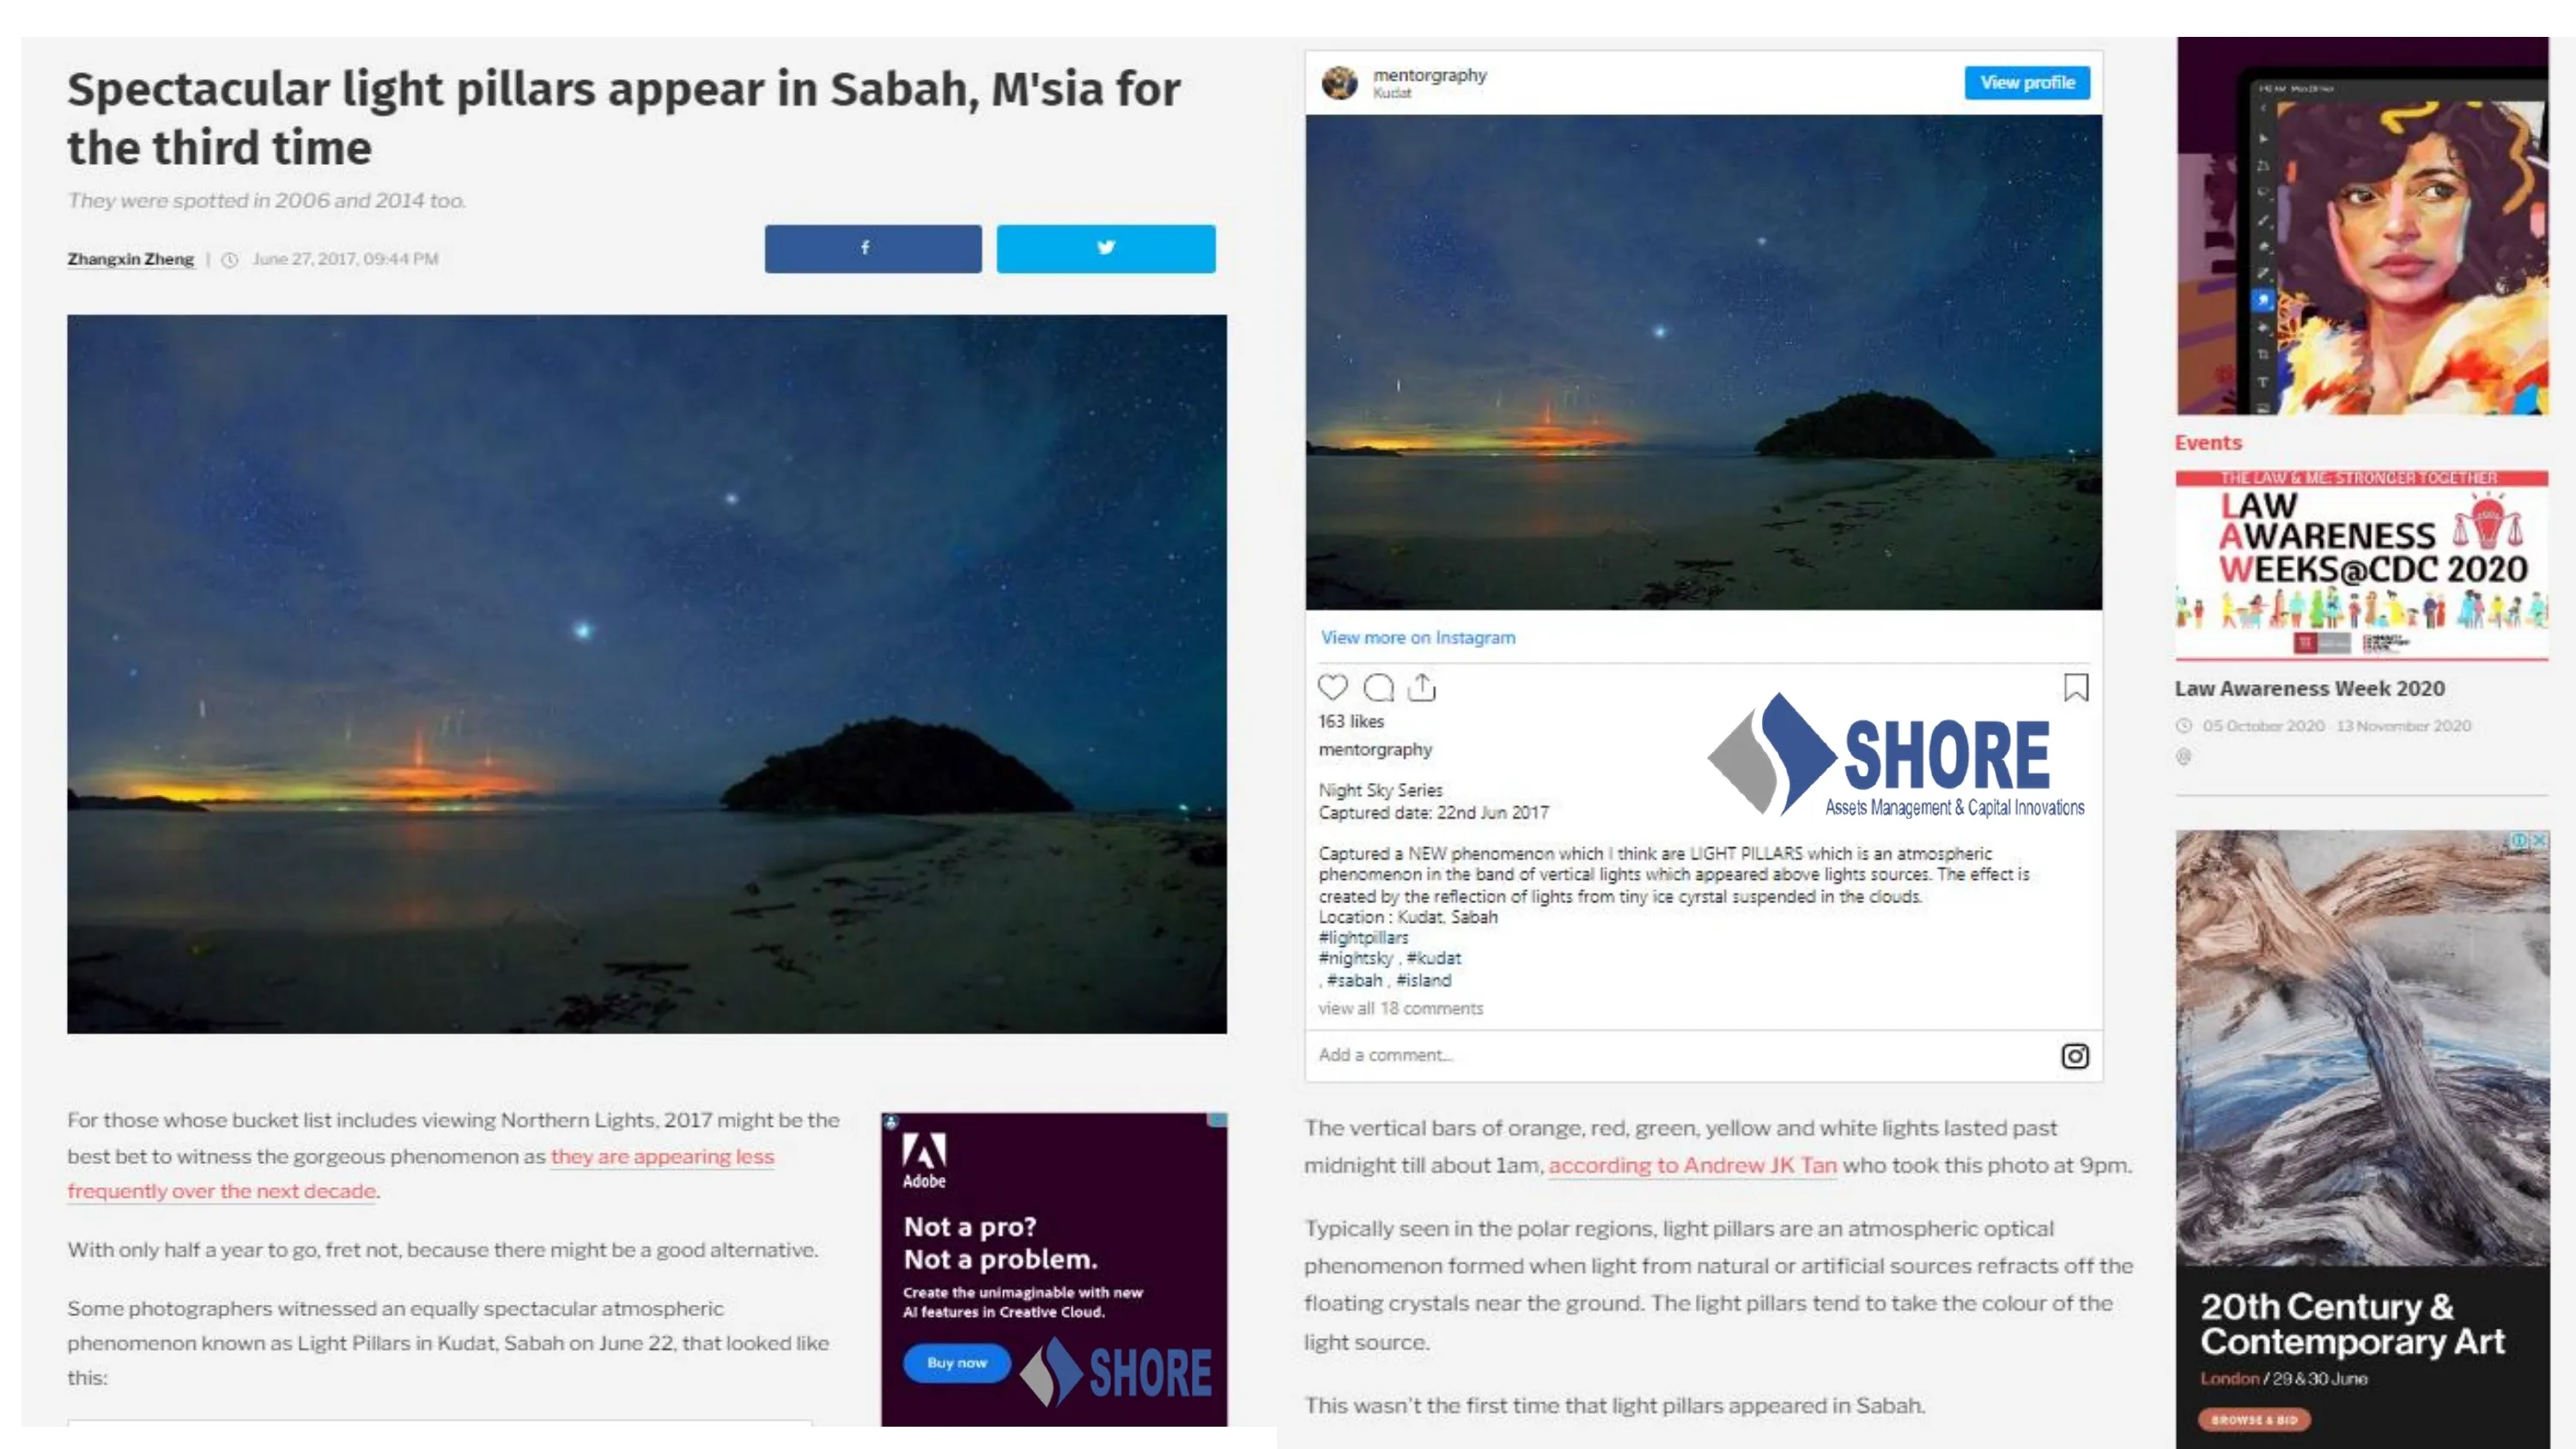 Spectacular light pillars appear in Sabah, M'sia for
the third time
They were spotted in 2006 and 2014 too.
Zhangxin Zheng | June 27, 2017, 09:44 PM
For those whose bucket list includes viewing Northern Lights, 2017 might be the
best bet to witness the gorgeous phenomenon as they are appearing less
frequently over the next decade.
With only half a year to go, fret not, because there might be a good alternative.
Some photographers witnessed an equally spectacular atmospheric
phenomenon known as Light Pillars in Kudat, Sabah on June 22, that looked like
this:
Adobe
Not a pro?
Not a problem.
Create the unimaginable with new
AI features in Creative Cloud.
Buy now
SHORE
mentorgraphy
Kudat
View profile
View more on Instagram
163 likes
mentorgraphy
Night Sky Series
Captured date: 22nd Jun 2017
SHORE
Assets Management & Capital Innovations
Captured a NEW phenomenon which I think are LIGHT PILLARS which is an atmospheric
phenomenon in the band of vertical lights which appeared above lights sources. The effect is
created by the reflection of lights from tiny ice cyrstal suspended in the clouds.
Location : Kudat, Sabah
#lightpillars
#nightsky , #kudat
, #sabah , #island
view all 18 comments
Add a comment...
The vertical bars of orange, red, green, yellow and white lights lasted past
midnight till about 1am, according to Andrew JK Tan who took this photo at 9pm.
Typically seen in the polar regions, light pillars are an atmospheric optical
phenomenon formed when light from natural or artificial sources refracts off the
floating crystals near the ground. The light pillars tend to take the colour of the
light source.
This wasn't the first time that light pillars appeared in Sabah.
Events
THE LAW & ME: STRONGER TOGETHER
LAW
AWARENESS
WEEKS@CDC 2020
Law Awareness Week 2020
05 October 2020 13 November 2020
20th Century &
Contemporary Art
London / 29 & 30 June
BROWSE & BID